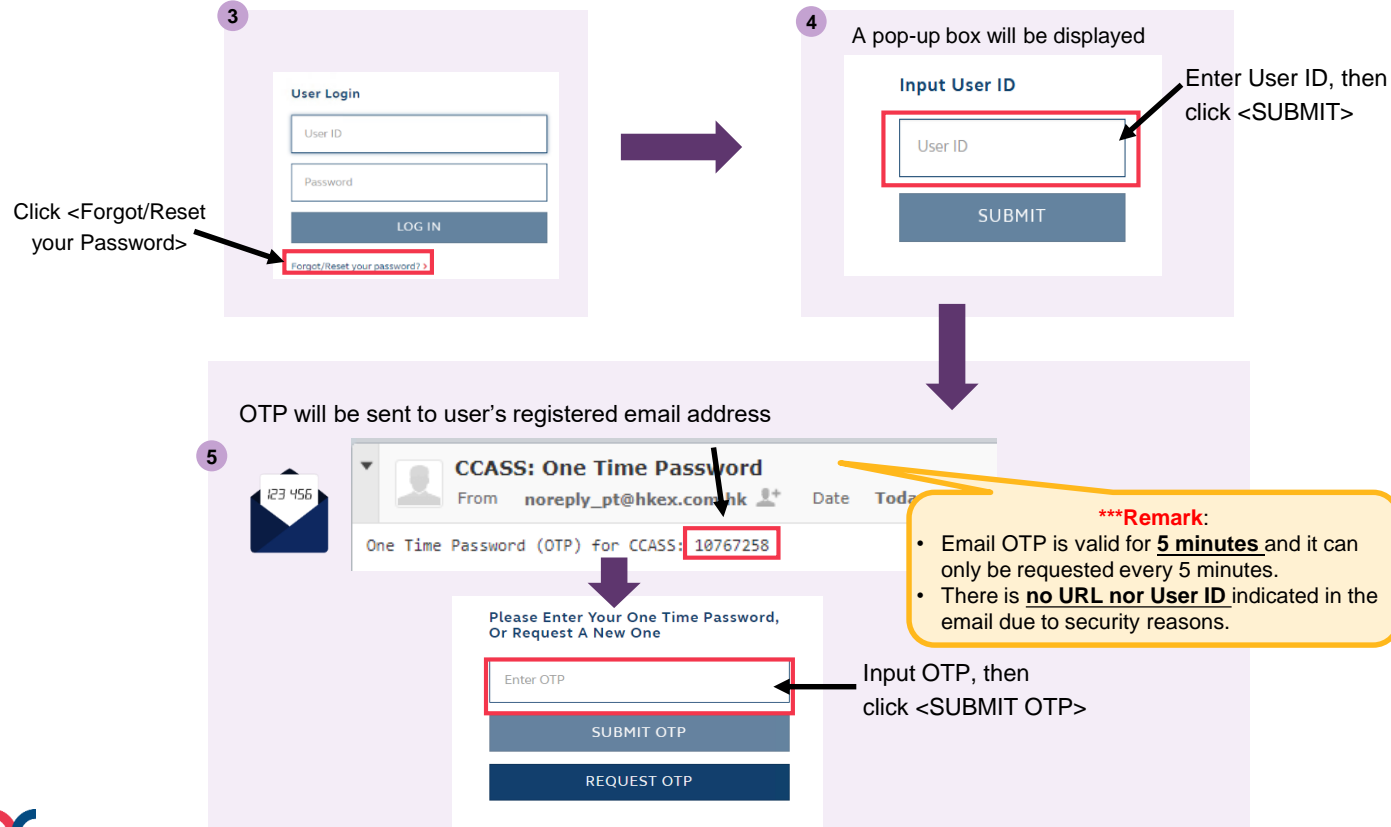 3
User Login
User ID
Password
LOG IN
Forgot/Reset your password? >
Click <Forgot/Reset
your Password>
4
A pop-up box will be displayed
Input User ID
User ID
SUBMIT
Enter User ID, then
click <SUBMIT>
OTP will be sent to user’s registered email address
5
123 456
CCASS: One Time Password
From noreply_pt@hkex.com.hk Date Toda
One Time Password (OTP) for CCASS: 10767258
***Remark:
• Email OTP is valid for 5 minutes and it can
only be requested every 5 minutes.
• There is no URL nor User ID indicated in the
email due to security reasons.
Please Enter Your One Time Password,
Or Request A New One
Enter OTP
SUBMIT OTP
REQUEST OTP
Input OTP, then
click <SUBMIT OTP>